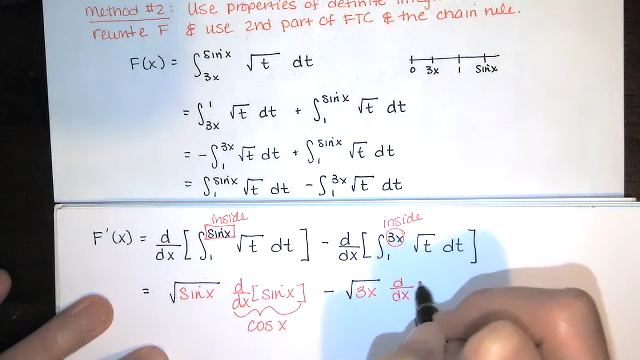 Method #2: Use properties of definite
rewrite F & use 2nd part of FTC & the chain rule.
F(x) = ∫_{3x}^{sin x} √t dt
0 3x 1 sin x
= ∫_{3x}^{1} √t dt + ∫_{1}^{sin x} √t dt
= -∫_{1}^{3x} √t dt + ∫_{1}^{sin x} √t dt
= ∫_{1}^{sin x} √t dt - ∫_{1}^{3x} √t dt
inside inside
F'(x) = d/dx [∫_{1}^{sin x} √t dt] - d/dx [∫_{1}^{3x} √t dt]
= √sin x d/dx [sin x] - √3x d/dx
cos x